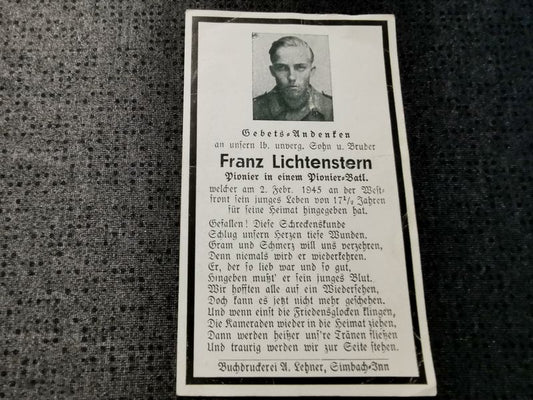 Gebets=Andenken
an unsern lb. unverg. Sohn u. Bruder
Franz Lichtenstern
Pionier in einem Pionier=Batl.
welcher am 2. Febr. 1945 an der West-
front sein junges Leben von 17½ Jahren
für seine Heimat hingegeben hat.
Gefallen! Diese Schreckenskunde
Schlug unsern Herzen tiefe Wunden.
Gram und Schmerz will uns verzehren,
Denn niemals wird er wiederkehren.
Er, der so lieb war und so gut,
Hingeben mußt' er sein junges Blut.
Wir hofften alle auf ein Wiedersehen,
Doch kann es jetzt nicht mehr geschehen.
Und wenn einst die Friedensglocken klingen,
Die Kameraden wieder in die Heimat ziehen,
Dann werden heißer uns're Tränen fließen
Und traurig werden wir zur Seite stehen.
Buchdruckerei A. Lehner, Simbach=Inn